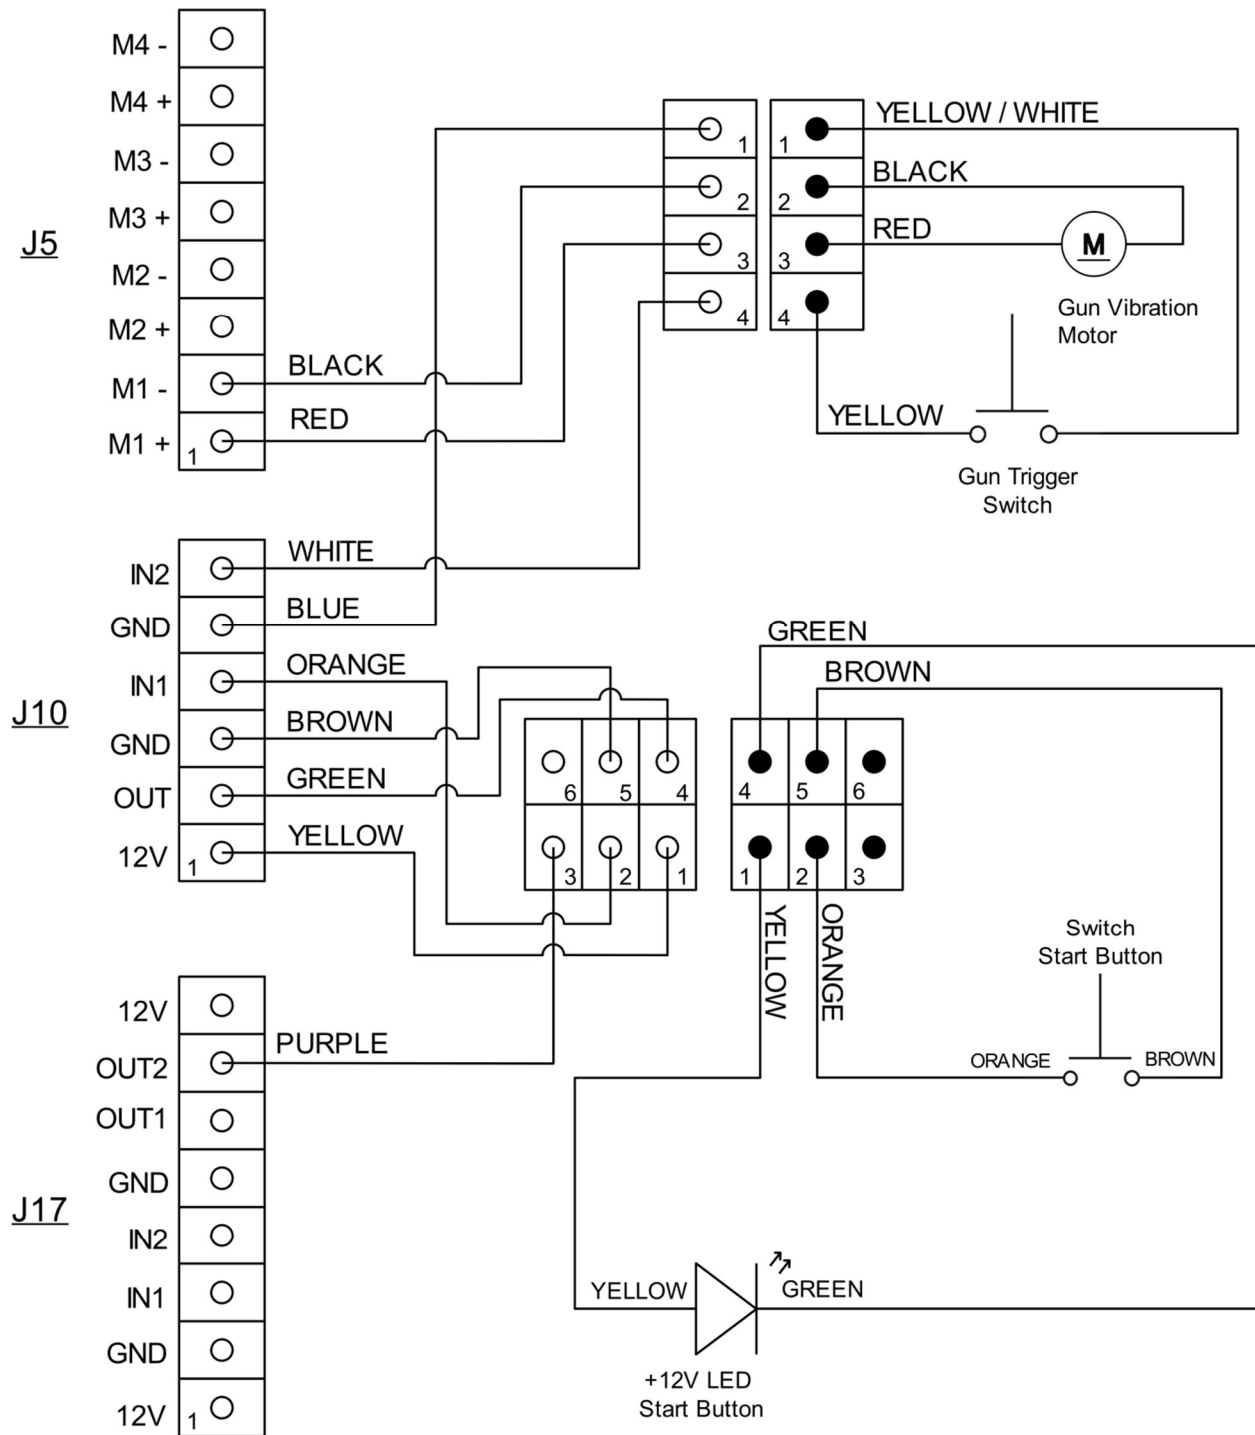 M4 -
M4 +
M3 -
M3 +
J5
M2 -
M2 +
M1 -
M1 +
1
BLACK
RED
1
2
3
4
1
2
3
4
YELLOW / WHITE
BLACK
RED
M
Gun Vibration
Motor
YELLOW
Gun Trigger
Switch
IN2
GND
IN1
J10
GND
OUT
12V
1
WHITE
BLUE
ORANGE
BROWN
GREEN
YELLOW
6
5
4
3
2
1
GREEN
BROWN
4
5
6
1
2
3
YELLOW
ORANGE
Switch
Start Button
ORANGE
BROWN
12V
OUT2
OUT1
GND
J17
IN2
IN1
GND
12V
1
PURPLE
YELLOW
GREEN
+12V LED
Start Button